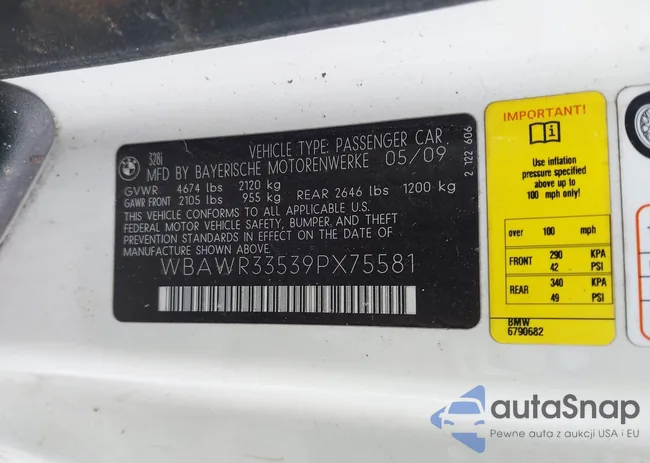 BMW
328i
VEHICLE TYPE: PASSENGER CAR
MFD BY BAYERISCHE MOTORENWERKE 05/09
GVWR 4674 lbs 2120 kg
GAWR FRONT 2105 lbs 955 kg REAR 2646 lbs 1200 kg
THIS VEHICLE CONFORMS TO ALL APPLICABLE U.S.
FEDERAL MOTOR VEHICLE SAFETY, BUMPER, AND THEFT
PREVENTION STANDARDS IN EFFECT ON THE DATE OF
MANUFACTURE SHOWN ABOVE.
WBAWR33539PX75581
2 122 606
IMPORTANT!
Use inflation
pressure specified
above up to
100 mph only!
over 100 mph
FRONT 290 KPA
42 PSI
REAR 340 KPA
49 PSI
BMW
6790682
autaSnap
Pewne auta z aukcji USA i EU